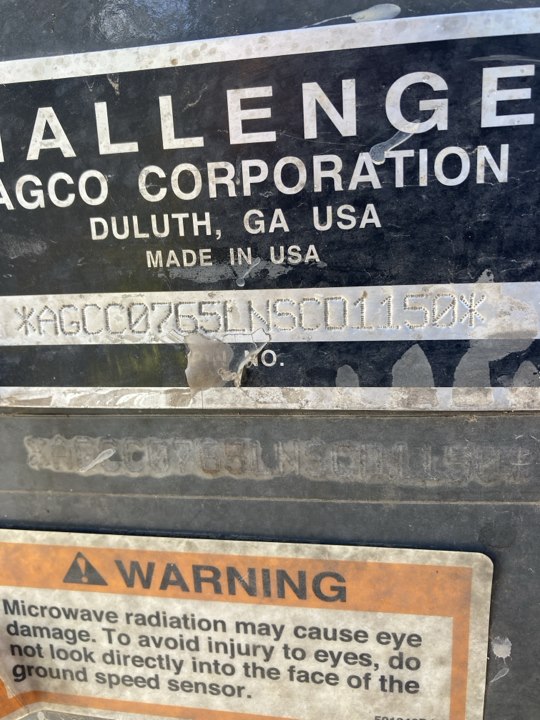 HALLENGE
AGCO CORPORATION
DULUTH, GA USA
MADE IN USA
*AGCC0765LNSCD1150*
NO.
⚠ WARNING
Microwave radiation may cause eye
damage. To avoid injury to eyes, do
not look directly into the face of the
ground speed sensor.